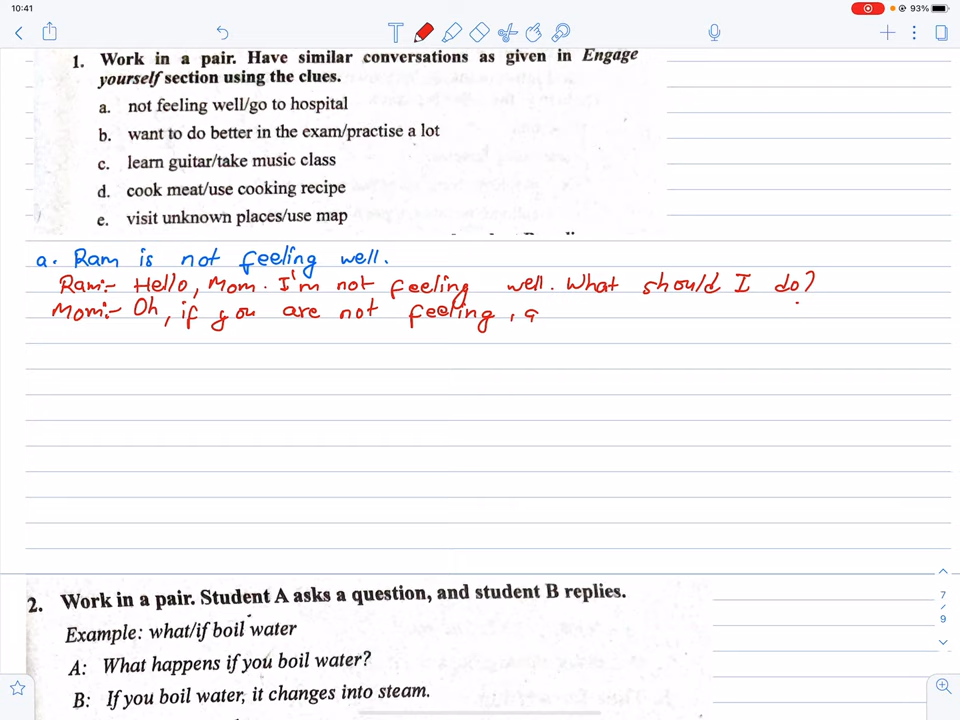 10:41
93%
1. Work in a pair. Have similar conversations as given in Engage
yourself section using the clues.
a. not feeling well/go to hospital
b. want to do better in the exam/practise a lot
c. learn guitar/take music class
d. cook meat/use cooking recipe
e. visit unknown places/use map
a. Ram is not feeling well.
Ram:- Hello, Mom. I'm not feeling well. What should I do?
Mom:- Oh, if you are not feeling, g
7/9
2. Work in a pair. Student A asks a question, and student B replies.
Example: what/if boil water
A: What happens if you boil water?
B: If you boil water, it changes into steam.